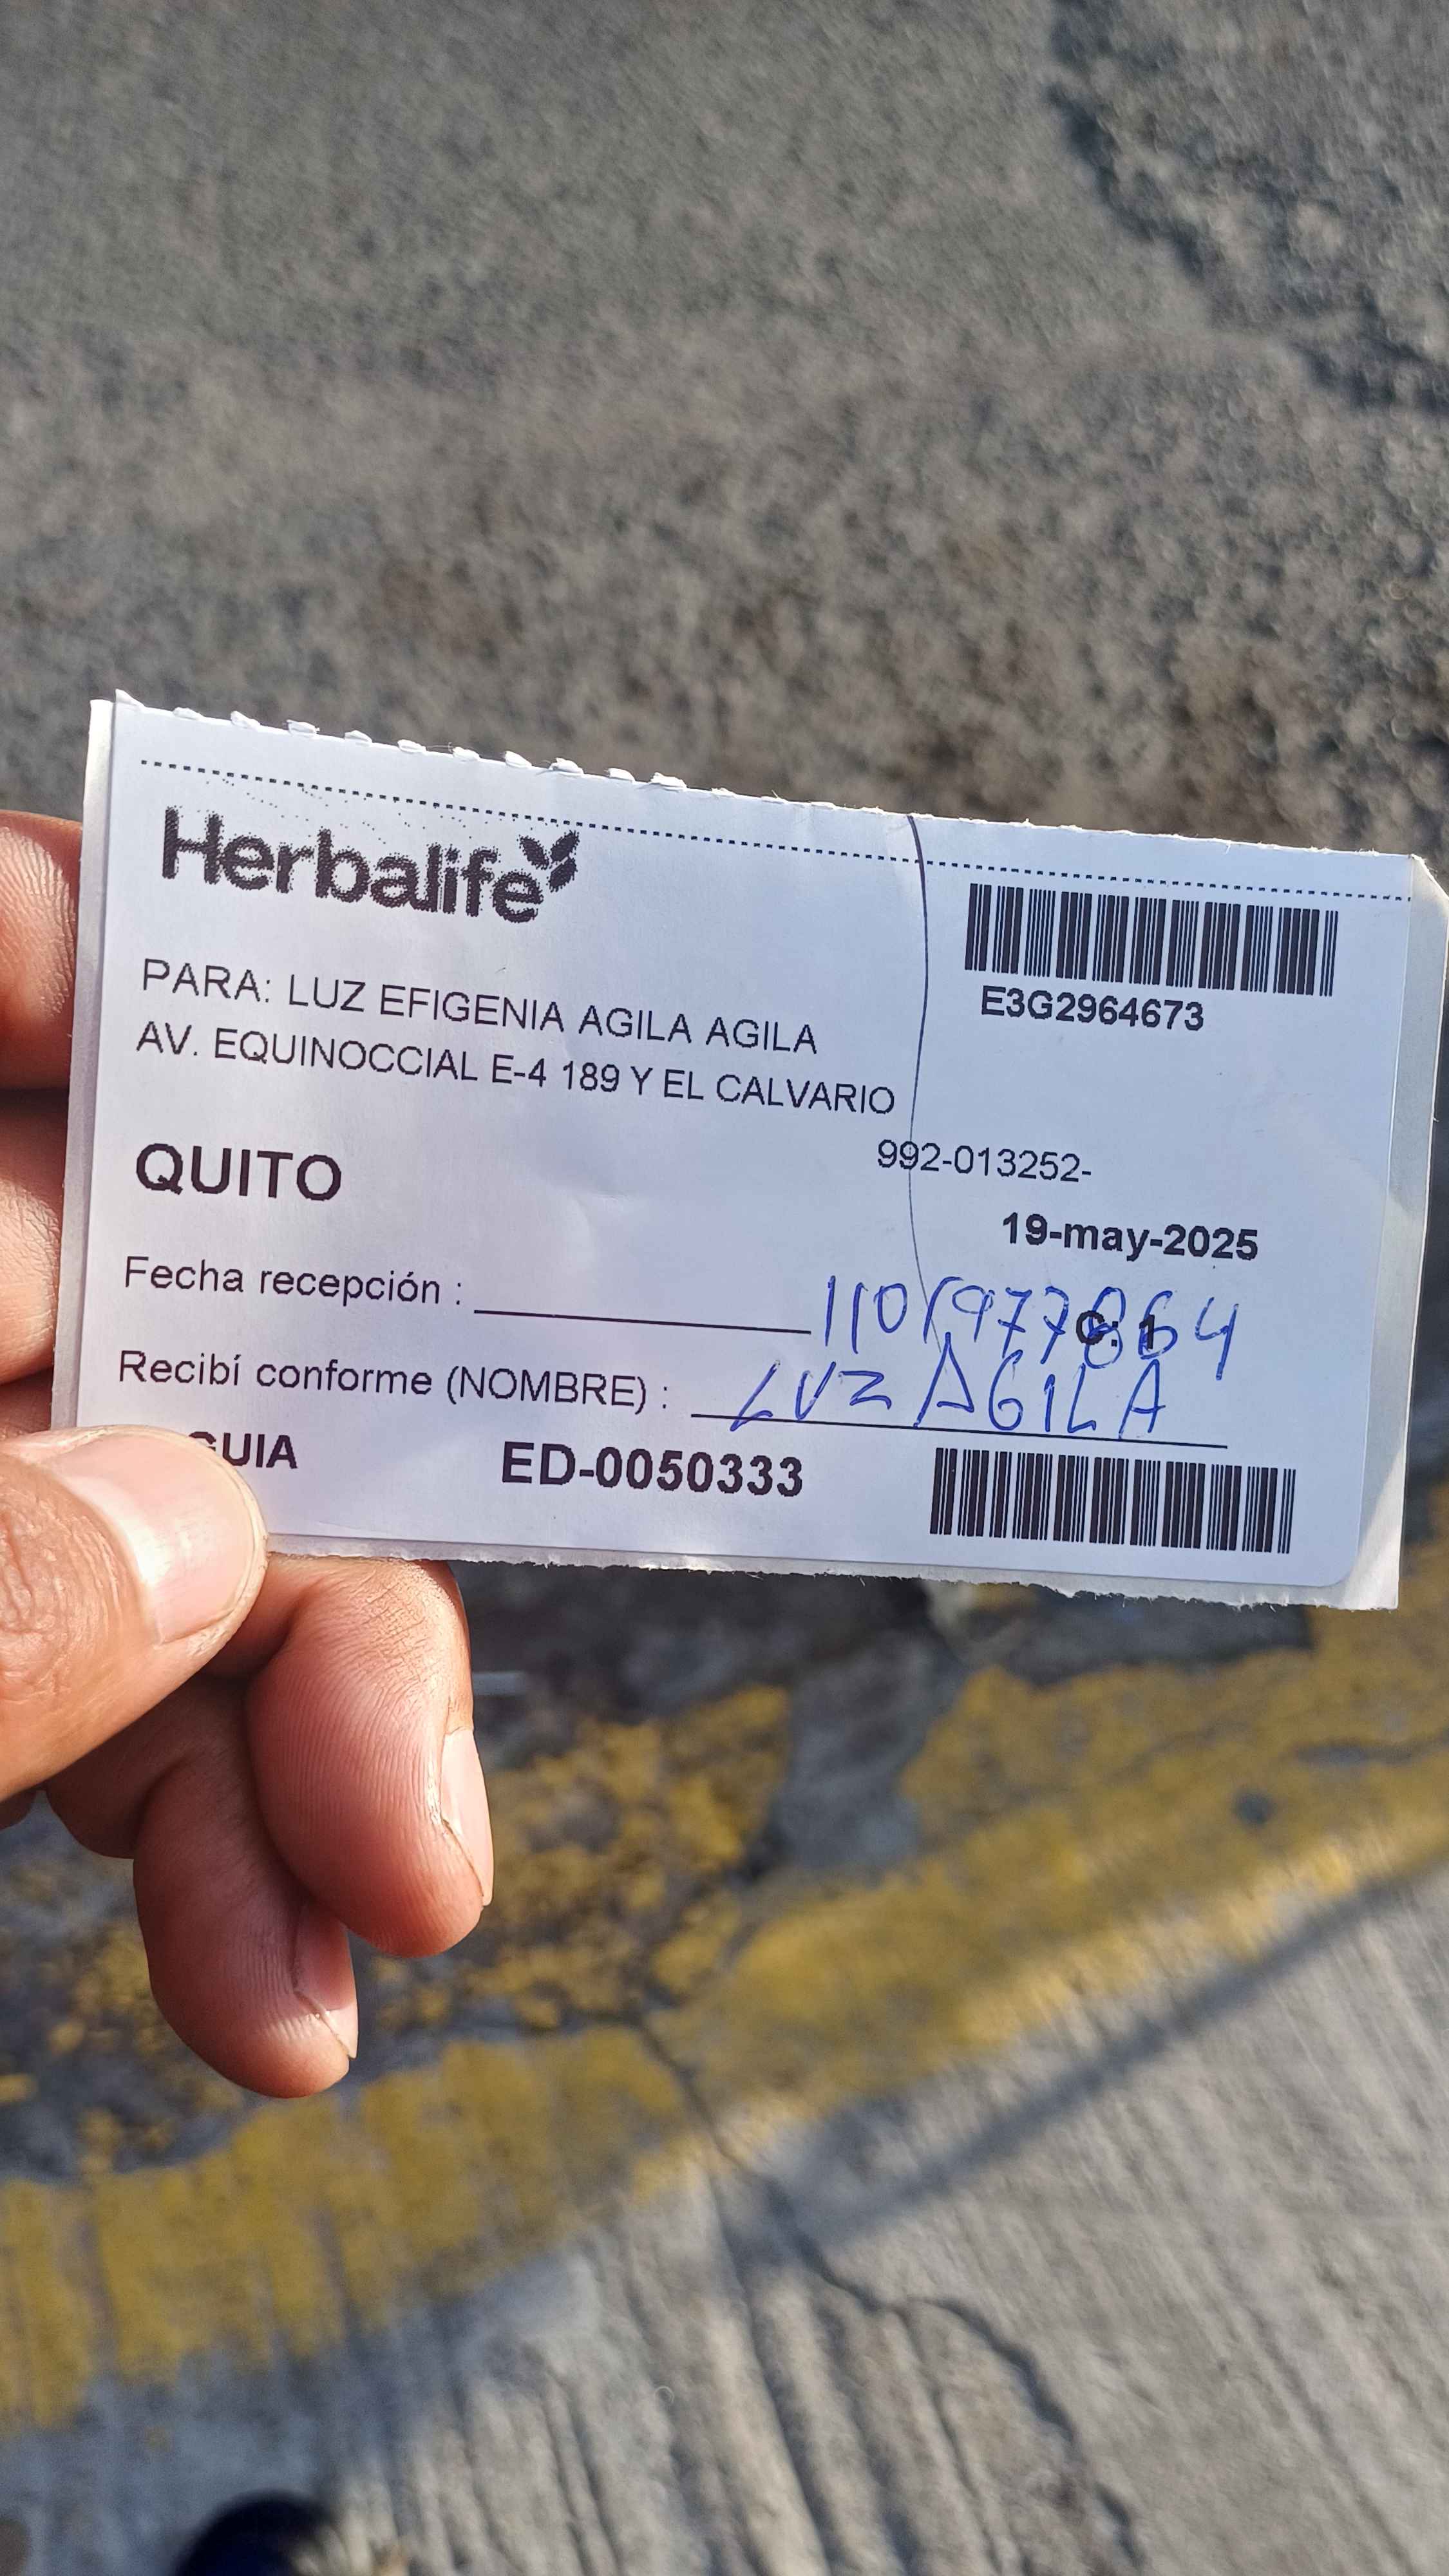 Herbalife
E3G2964673
PARA: LUZ EFIGENIA AGILA AGILA
AV. EQUINOCCIAL E-4 189 Y EL CALVARIO
992-013252-
QUITO
19-may-2025
Fecha recepción :
C: 1
Recibí conforme (NOMBRE) : LUZ AGILA
GUIA ED-0050333